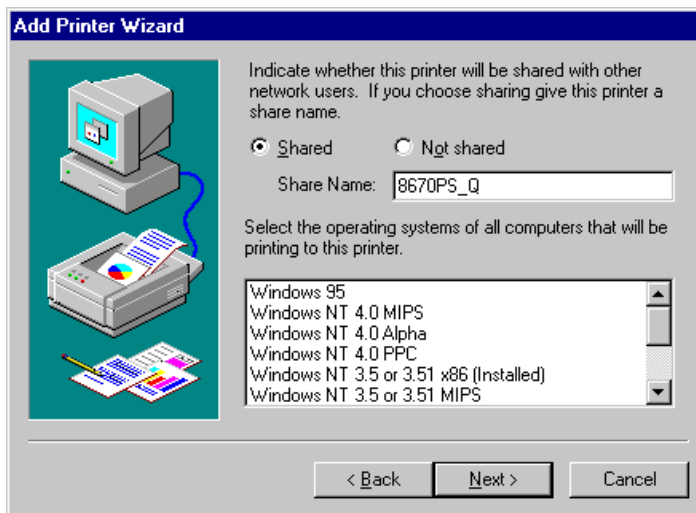 Add Printer Wizard
Indicate whether this printer will be shared with other
network users. If you choose sharing give this printer a
share name.
Shared Not shared
Share Name: 8670PS_Q
Select the operating systems of all computers that will be
printing to this printer.
Windows 95
Windows NT 4.0 MIPS
Windows NT 4.0 Alpha
Windows NT 4.0 PPC
Windows NT 3.5 or 3.51 x86 (Installed)
Windows NT 3.5 or 3.51 MIPS
< Back Next > Cancel